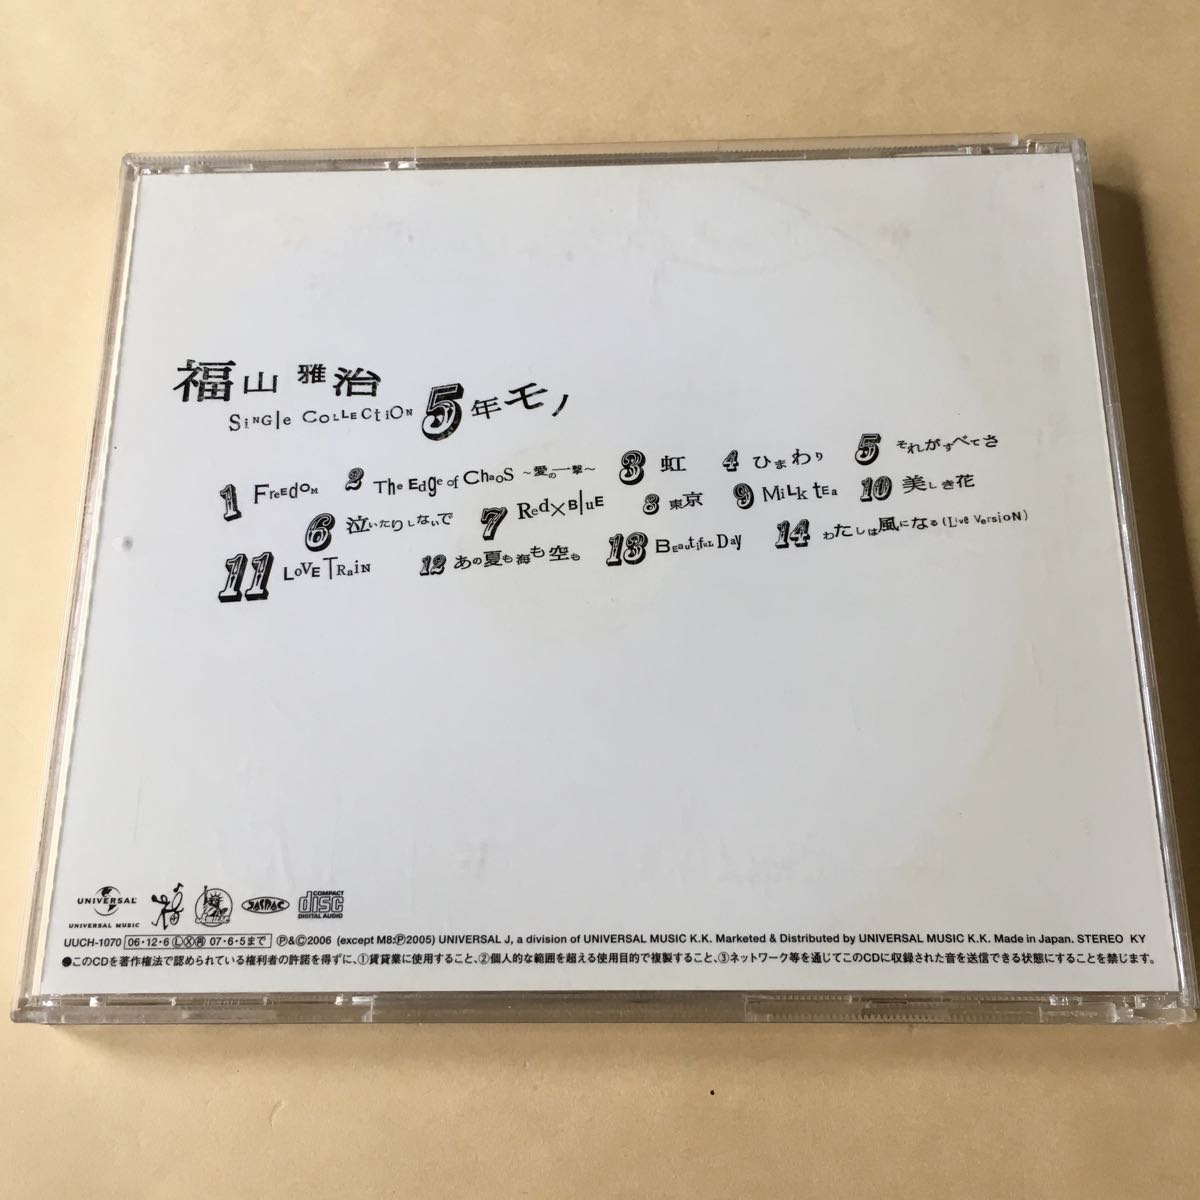 福山 雅治
SiNGle COLLECtiON 5年モノ
1 FReEDOM 2 The Edge of ChaoS ～愛の一撃～ 3 虹 4 ひまわり 5 それがすべてさ
6 泣いたりしないで 7 Red×BluE 8 東京 9 MiLk tEa 10 美しき花
11 LoVE TRaiN 12 あの夏も海も空も 13 BEautifuL Day 14 わたしは風になる(Live VersioN)
UNIVERSAL
UNIVERSAL MUSIC
JASRAC
COMPACT
disc
DIGITAL AUDIO
UUCH-1070 06・12・6 Ⓛ Ⓧ ㊢ 07・6・5まで Ⓟ&Ⓒ2006 (except M8:Ⓟ2005) UNIVERSAL J, a division of UNIVERSAL MUSIC K.K. Marketed & Distributed by UNIVERSAL MUSIC K.K. Made in Japan. STEREO KY
●このCDを著作権法で認められている権利者の許諾を得ずに、①賃貸業に使用すること、②個人的な範囲を超える使用目的で複製すること、③ネットワーク等を通じてこのCDに収録された音を送信できる状態にすることを禁じます。